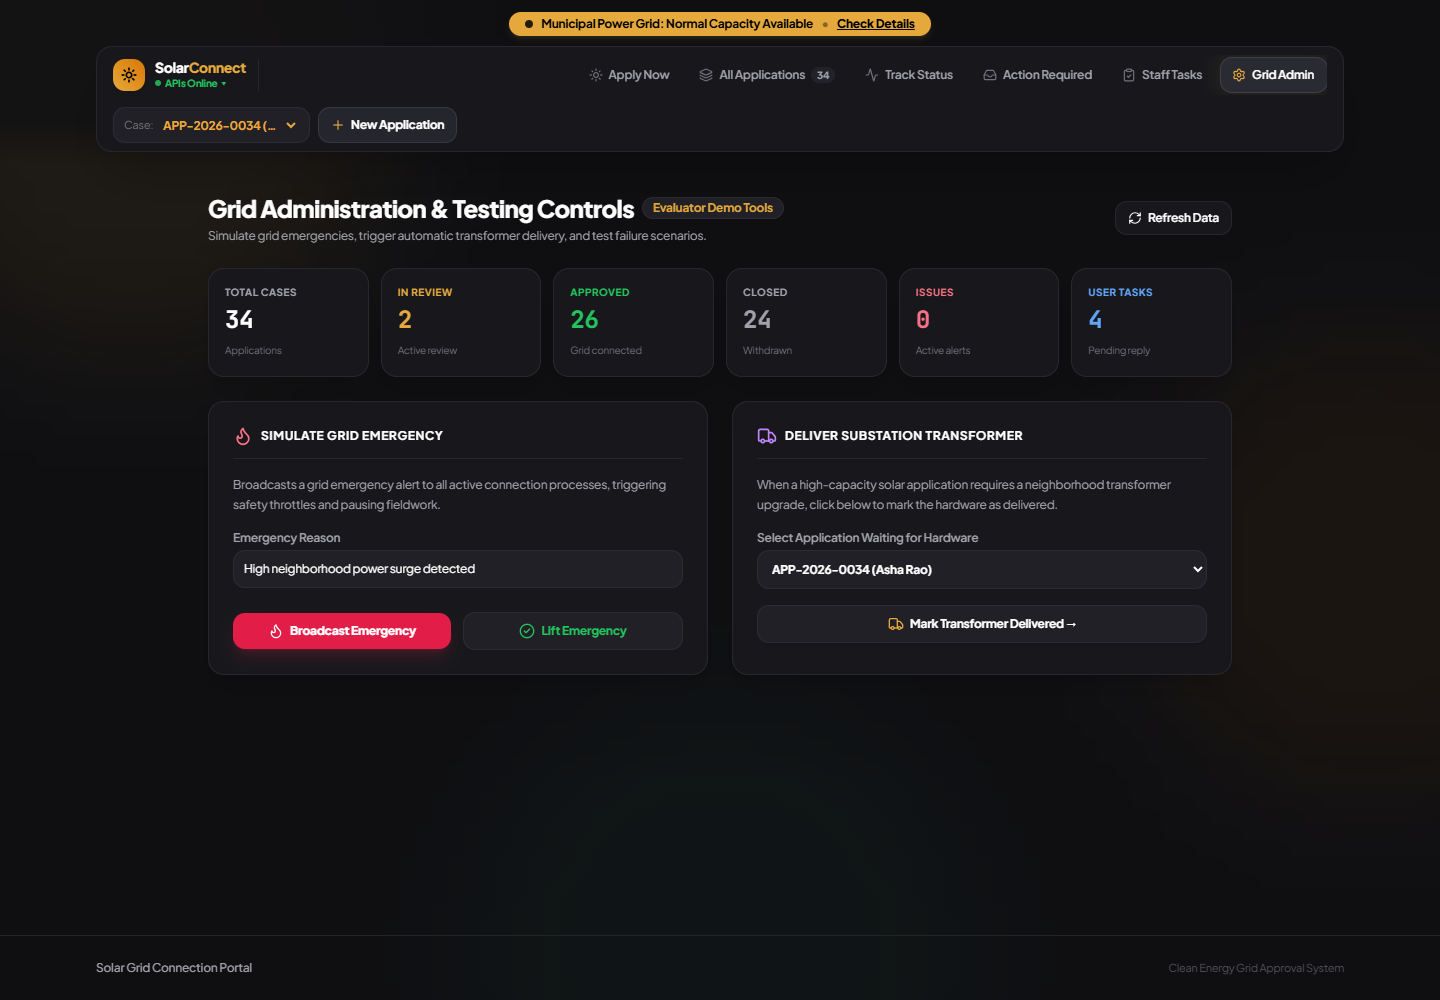 Municipal Power Grid: Normal Capacity Available • Check Details
SolarConnect
APIs Online
Apply Now
All Applications 34
Track Status
Action Required
Staff Tasks
Grid Admin
Case: APP-2026-0034 (...
New Application
Grid Administration & Testing Controls
Evaluator Demo Tools
Simulate grid emergencies, trigger automatic transformer delivery, and test failure scenarios.
Refresh Data
TOTAL CASES
34
Applications
IN REVIEW
2
Active review
APPROVED
26
Grid connected
CLOSED
24
Withdrawn
ISSUES
0
Active alerts
USER TASKS
4
Pending reply
SIMULATE GRID EMERGENCY
Broadcasts a grid emergency alert to all active connection processes, triggering
safety throttles and pausing fieldwork.
Emergency Reason
High neighborhood power surge detected
Broadcast Emergency
Lift Emergency
DELIVER SUBSTATION TRANSFORMER
When a high-capacity solar application requires a neighborhood transformer
upgrade, click below to mark the hardware as delivered.
Select Application Waiting for Hardware
APP-2026-0034 (Asha Rao)
Mark Transformer Delivered →
Solar Grid Connection Portal
Clean Energy Grid Approval System